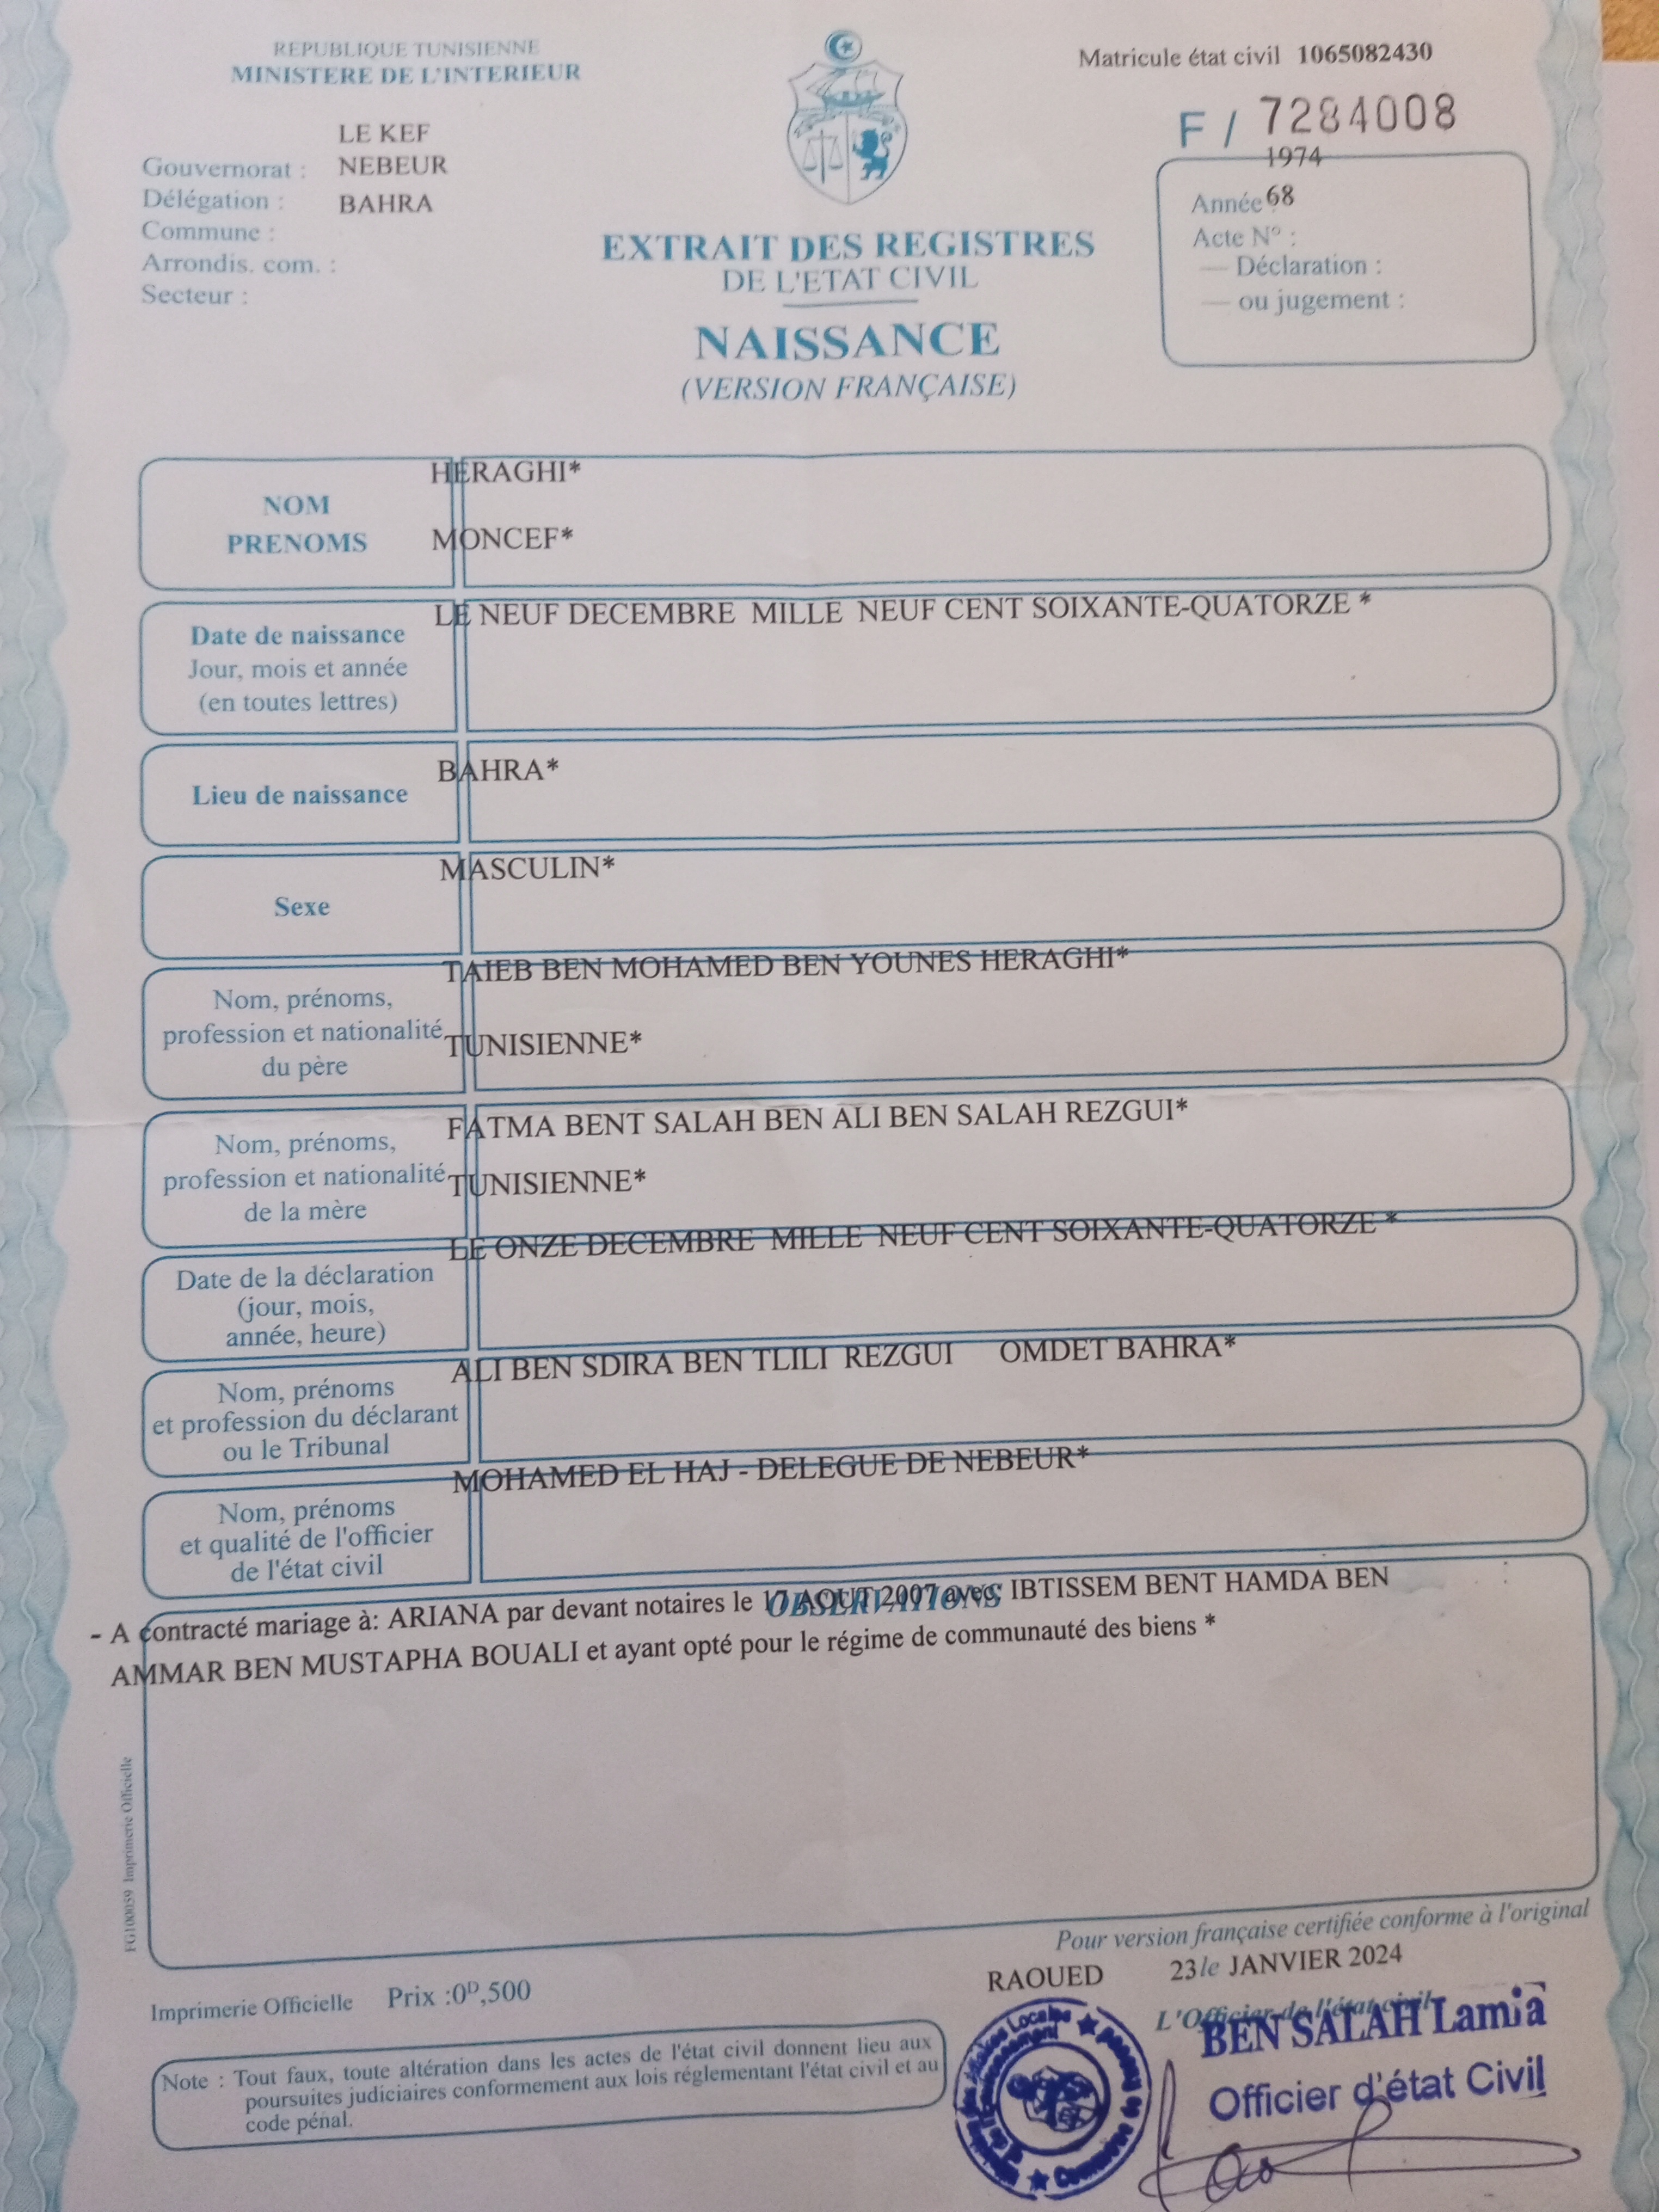 REPUBLIQUE TUNISIENNE
MINISTERE DE L'INTERIEUR
Matricule état civil 1065082430
F / 7284008
LE KEF
Gouvernorat : NEBEUR
Délégation : BAHRA
Commune :
Arrondis. com. :
Secteur :
1974
Année 68
Acte N° :
— Déclaration :
— ou jugement :
EXTRAIT DES REGISTRES
DE L'ETAT CIVIL
NAISSANCE
(VERSION FRANÇAISE)
HERAGHI*
NOM
PRENOMS MONCEF*
LE NEUF DECEMBRE MILLE NEUF CENT SOIXANTE-QUATORZE *
Date de naissance
Jour, mois et année
(en toutes lettres)
BAHRA*
Lieu de naissance
MASCULIN*
Sexe
TAIEB BEN MOHAMED BEN YOUNES HERAGHI*
Nom, prénoms,
profession et nationalité TUNISIENNE*
du père
FATMA BENT SALAH BEN ALI BEN SALAH REZGUI*
Nom, prénoms,
profession et nationalité TUNISIENNE*
de la mère
LE ONZE DECEMBRE MILLE NEUF CENT SOIXANTE-QUATORZE *
Date de la déclaration
(jour, mois,
année, heure)
ALI BEN SDIRA BEN TLILI REZGUI OMDET BAHRA*
Nom, prénoms
et profession du déclarant
ou le Tribunal
MOHAMED EL HAJ - DELEGUE DE NEBEUR*
Nom, prénoms
et qualité de l'officier
de l'état civil
OBSERVATIONS
- A contracté mariage à: ARIANA par devant notaires le 17 AOUT 2007 avec: IBTISSEM BENT HAMDA BEN
AMMAR BEN MUSTAPHA BOUALI et ayant opté pour le régime de communauté des biens *
FG100059 Imprimerie Officielle
Pour version française certifiée conforme à l'original
RAOUED 23 le JANVIER 2024
Imprimerie Officielle Prix :0ᴰ,500
L'Officier de l'état civil
BEN SALAH Lamia
Officier d'état Civil
Note : Tout faux, toute altération dans les actes de l'état civil donnent lieu aux
poursuites judiciaires conformement aux lois réglementant l'état civil et au
code pénal.